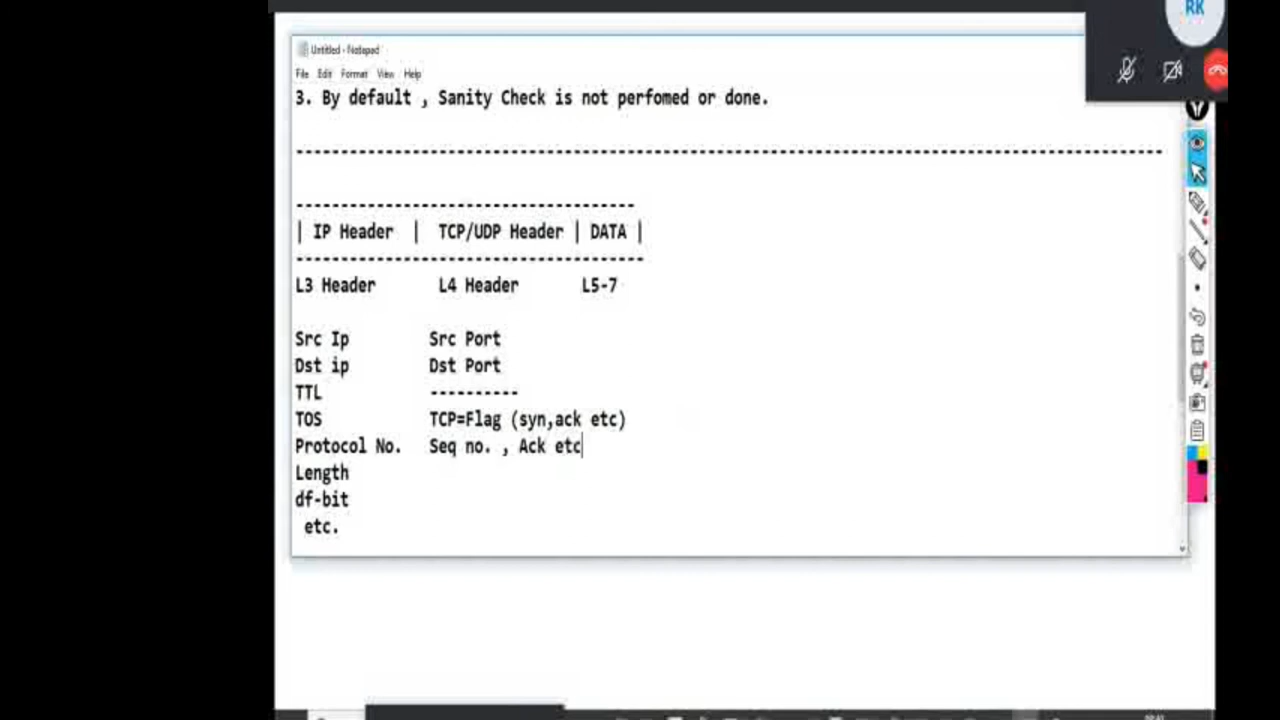 RK
Untitled - Notepad
File Edit Format View Help
3. By default , Sanity Check is not perfomed or done.
-------------------------------------------------------------------------------------------------
--------------------------------------
| IP Header | TCP/UDP Header | DATA |
---------------------------------------
L3 Header L4 Header L5-7
Src Ip Src Port
Dst ip Dst Port
TTL ----------
TOS TCP=Flag (syn,ack etc)
Protocol No. Seq no. , Ack etc
Length
df-bit
etc.